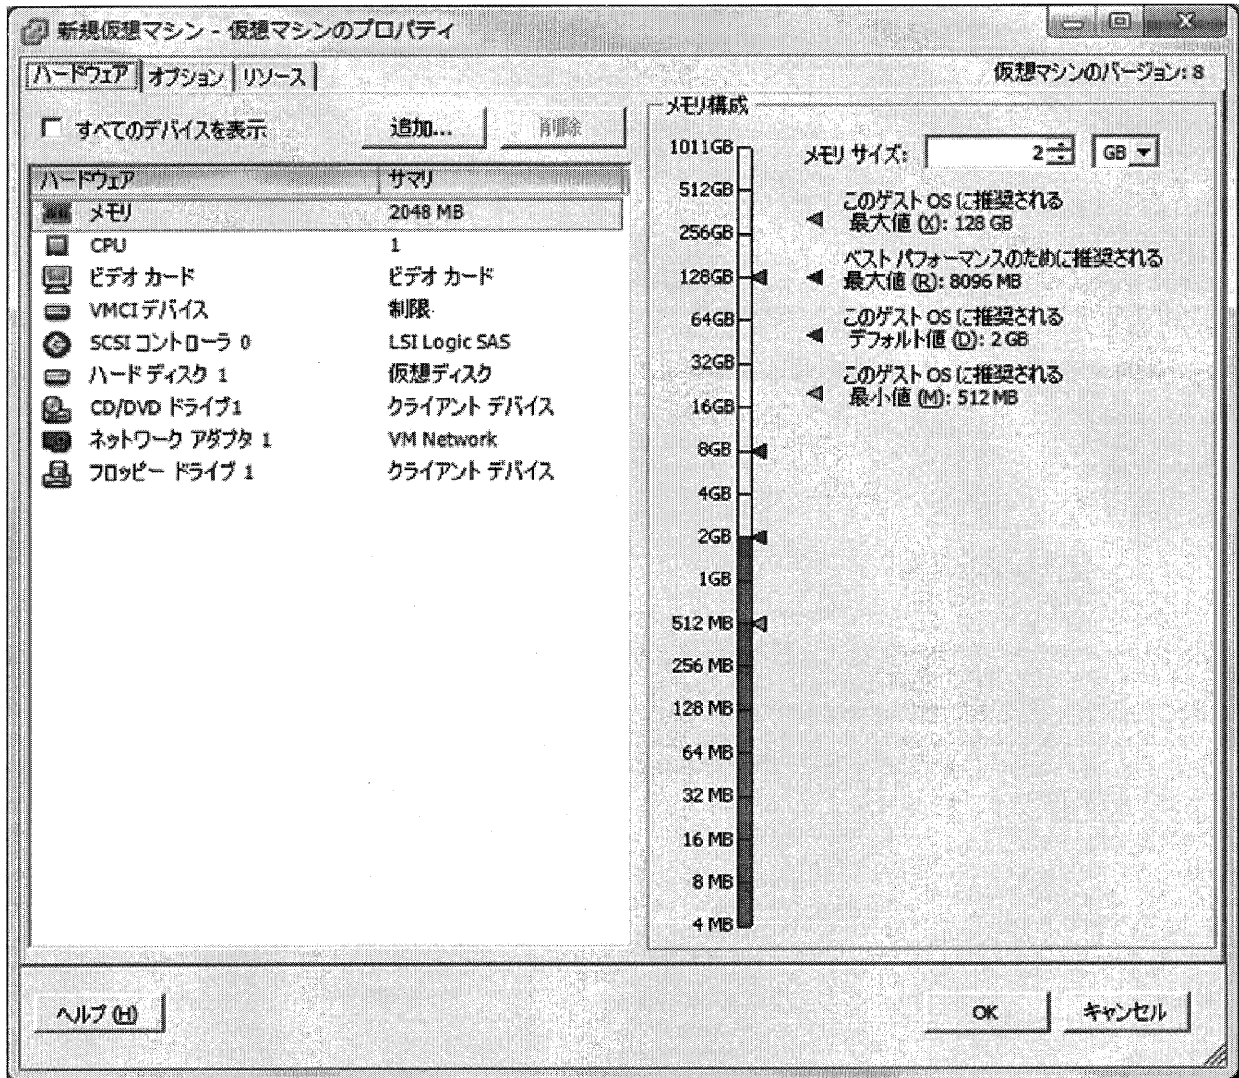 新規仮想マシン - 仮想マシンのプロパティ
ハードウェア オプション リソース
仮想マシンのバージョン: 8
すべてのデバイスを表示
追加... 削除
ハードウェア サマリ
メモリ 2048 MB
CPU 1
ビデオ カード ビデオ カード
VMCI デバイス 制限
SCSI コントローラ 0 LSI Logic SAS
ハード ディスク 1 仮想ディスク
CD/DVD ドライブ1 クライアント デバイス
ネットワーク アダプタ 1 VM Network
フロッピー ドライブ 1 クライアント デバイス
メモリ構成
1011GB
512GB
256GB
128GB
64GB
32GB
16GB
8GB
4GB
2GB
1GB
512 MB
256 MB
128 MB
64 MB
32 MB
16 MB
8 MB
4 MB
メモリ サイズ: 2 GB
このゲスト OS に推奨される
最大値 (X): 128 GB
ベスト パフォーマンスのために推奨される
最大値 (R): 8096 MB
このゲスト OS に推奨される
デフォルト値 (D): 2 GB
このゲスト OS に推奨される
最小値 (M): 512 MB
ヘルプ (H)
OK
キャンセル